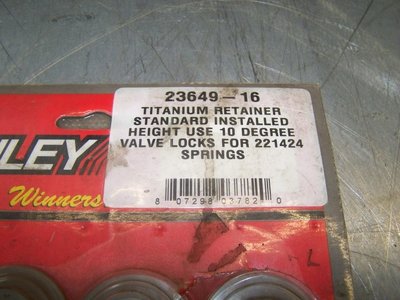 23649-16
TITANIUM RETAINER
STANDARD INSTALLED
HEIGHT USE 10 DEGREE
VALVE LOCKS FOR 221424
SPRINGS
8 07298 03782 0
NLEY
Winners